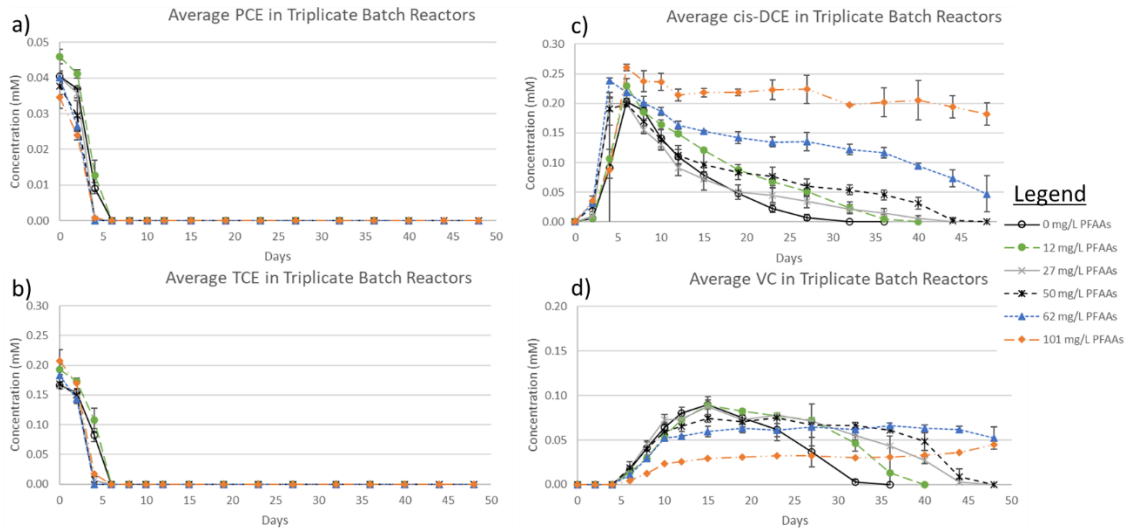 a)
Average PCE in Triplicate Batch Reactors
Concentration (mM)
0.05
0.04
0.03
0.02
0.01
0.00
0 5 10 15 20 25 30 35 40 45 50
Days
b)
Average TCE in Triplicate Batch Reactors
Concentration (mM)
0.30
0.25
0.20
0.15
0.10
0.05
0.00
0 5 10 15 20 25 30 35 40 45 50
Days
c)
Average cis-DCE in Triplicate Batch Reactors
Concentration (mM)
0.30
0.25
0.20
0.15
0.10
0.05
0.00
0 5 10 15 20 25 30 35 40 45
Days
d)
Average VC in Triplicate Batch Reactors
Concentration (mM)
0.20
0.15
0.10
0.05
0.00
0 5 10 15 20 25 30 35 40 45 50
Days
Legend
0 mg/L PFAAs
12 mg/L PFAAs
27 mg/L PFAAs
50 mg/L PFAAs
62 mg/L PFAAs
101 mg/L PFAAs